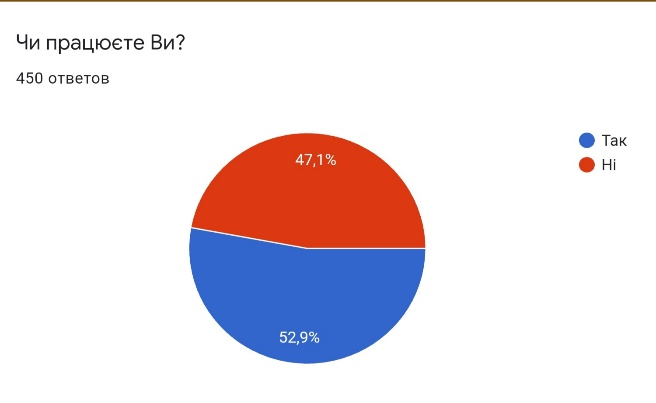 Чи працюєте Ви?
450 ответов
47,1%
52,9%
Так
Ні